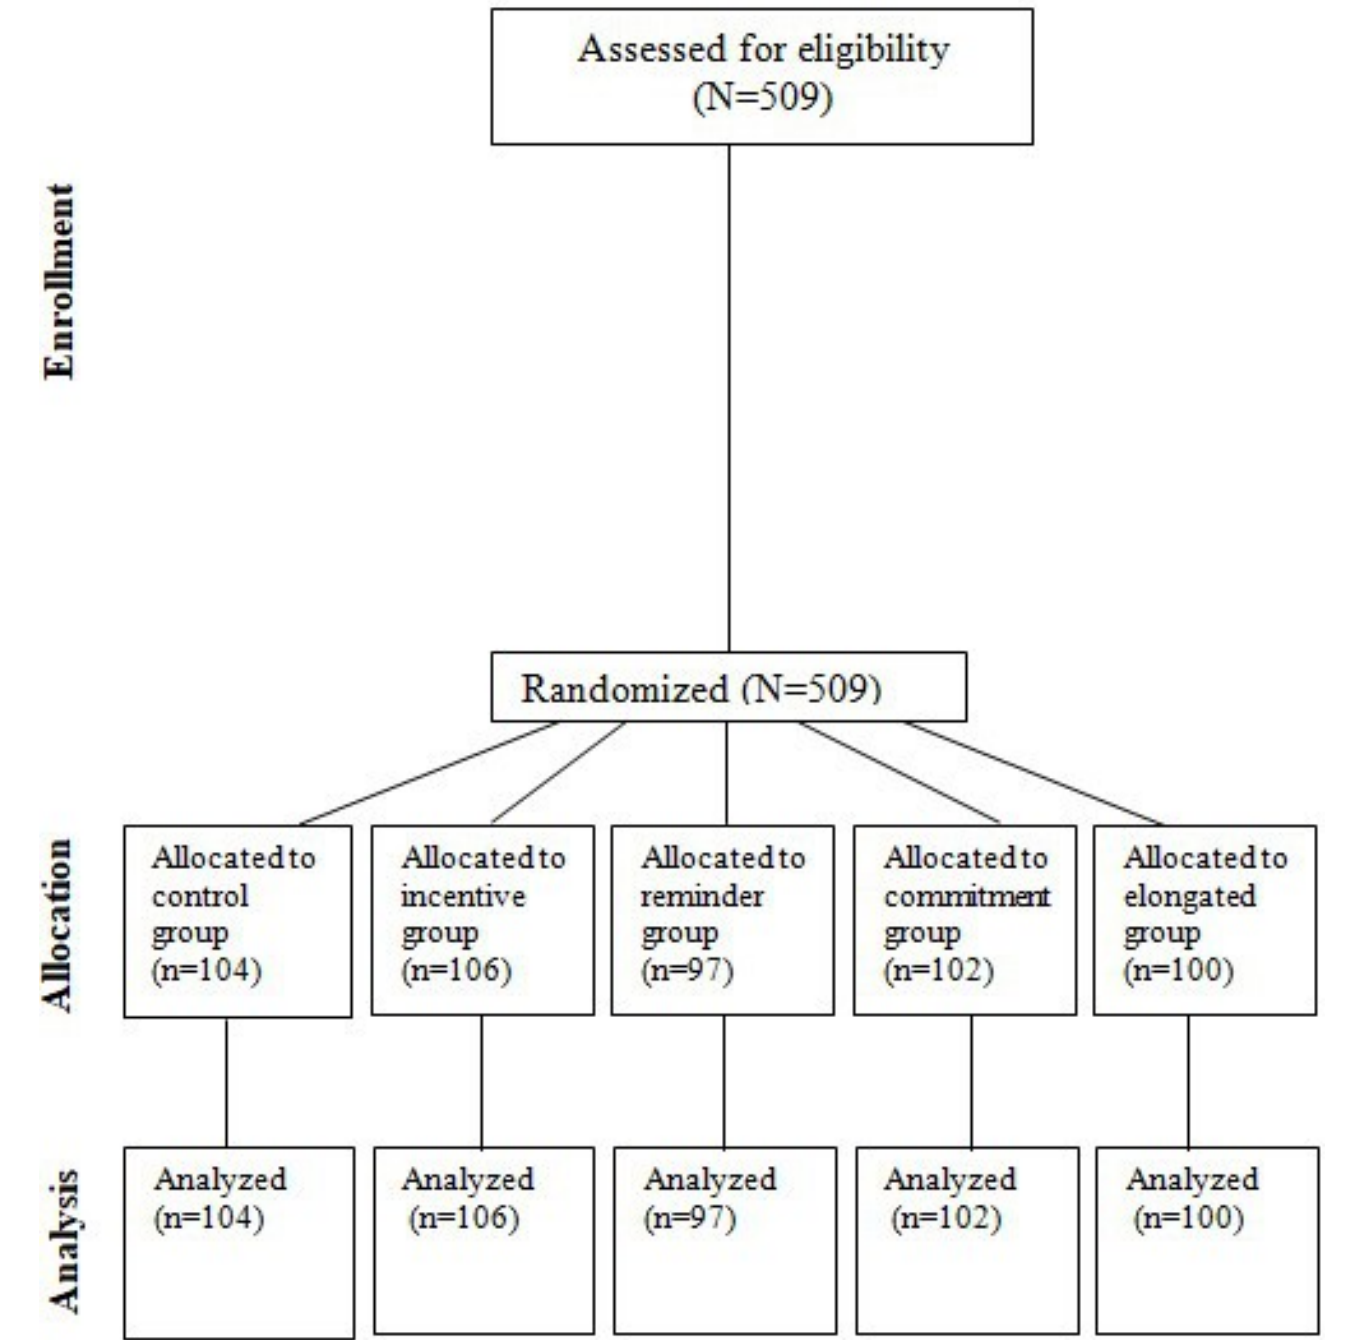 Assessed for eligibility
(N=509)
Enrollment
Randomized (N=509)
Allocation
Allocated to
control
group
(n=104)
Allocated to
incentive
group
(n=106)
Allocated to
reminder
group
(n=97)
Allocated to
commitment
group
(n=102)
Allocated to
elongated
group
(n=100)
Analysis
Analyzed
(n=104)
Analyzed
(n=106)
Analyzed
(n=97)
Analyzed
(n=102)
Analyzed
(n=100)